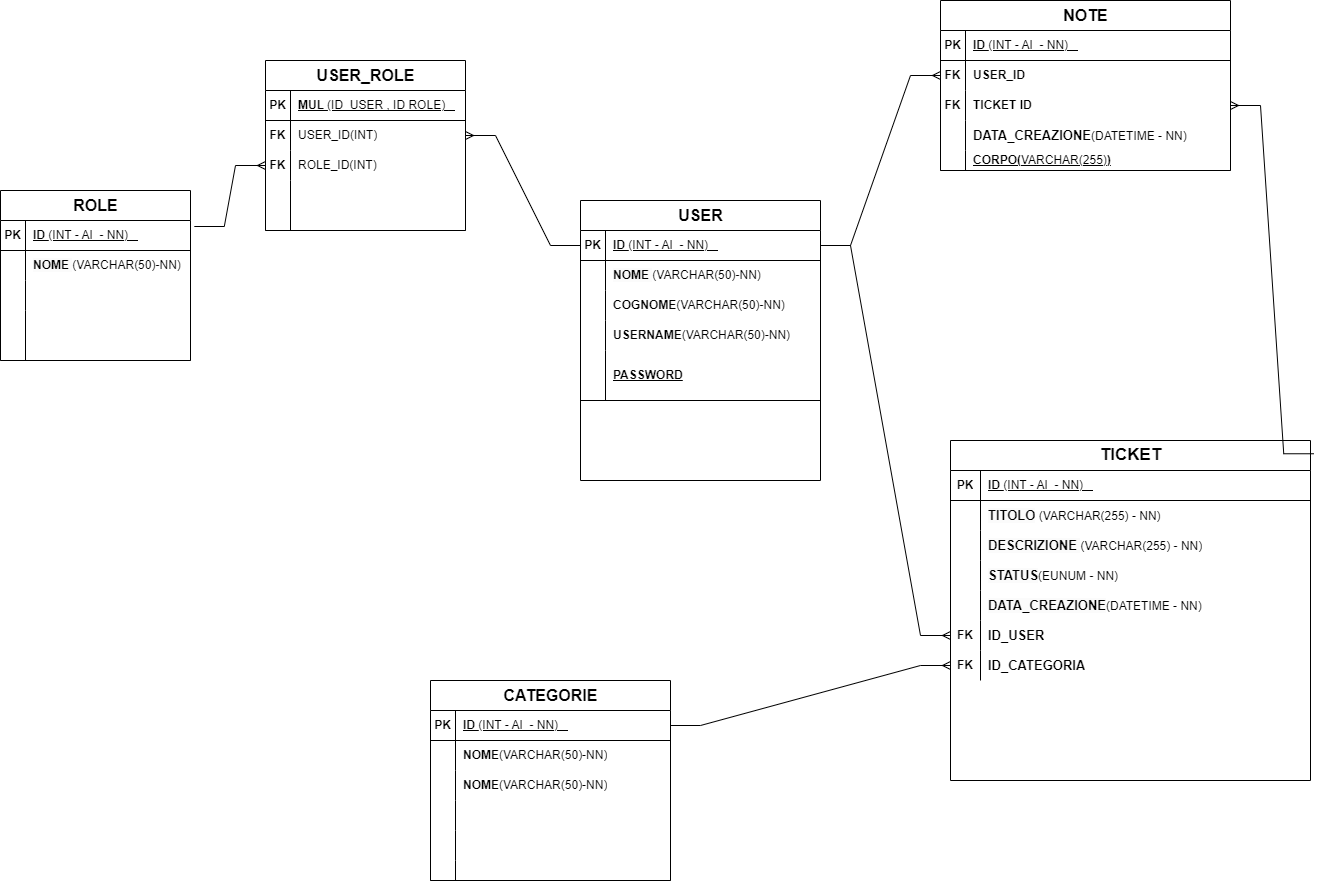 NOTE
PK ID (INT - AI - NN)
FK USER_ID
FK TICKET ID
DATA_CREAZIONE(DATETIME - NN)
CORPO(VARCHAR(255))
USER_ROLE
PK MUL (ID_USER , ID ROLE)
FK USER_ID(INT)
FK ROLE_ID(INT)
ROLE
PK ID (INT - AI - NN)
NOME (VARCHAR(50)-NN)
USER
PK ID (INT - AI - NN)
NOME (VARCHAR(50)-NN)
COGNOME(VARCHAR(50)-NN)
USERNAME(VARCHAR(50)-NN)
PASSWORD
TICKET
PK ID (INT - AI - NN)
TITOLO (VARCHAR(255) - NN)
DESCRIZIONE (VARCHAR(255) - NN)
STATUS(EUNUM - NN)
DATA_CREAZIONE(DATETIME - NN)
FK ID_USER
FK ID_CATEGORIA
CATEGORIE
PK ID (INT - AI - NN)
NOME(VARCHAR(50)-NN)
NOME(VARCHAR(50)-NN)